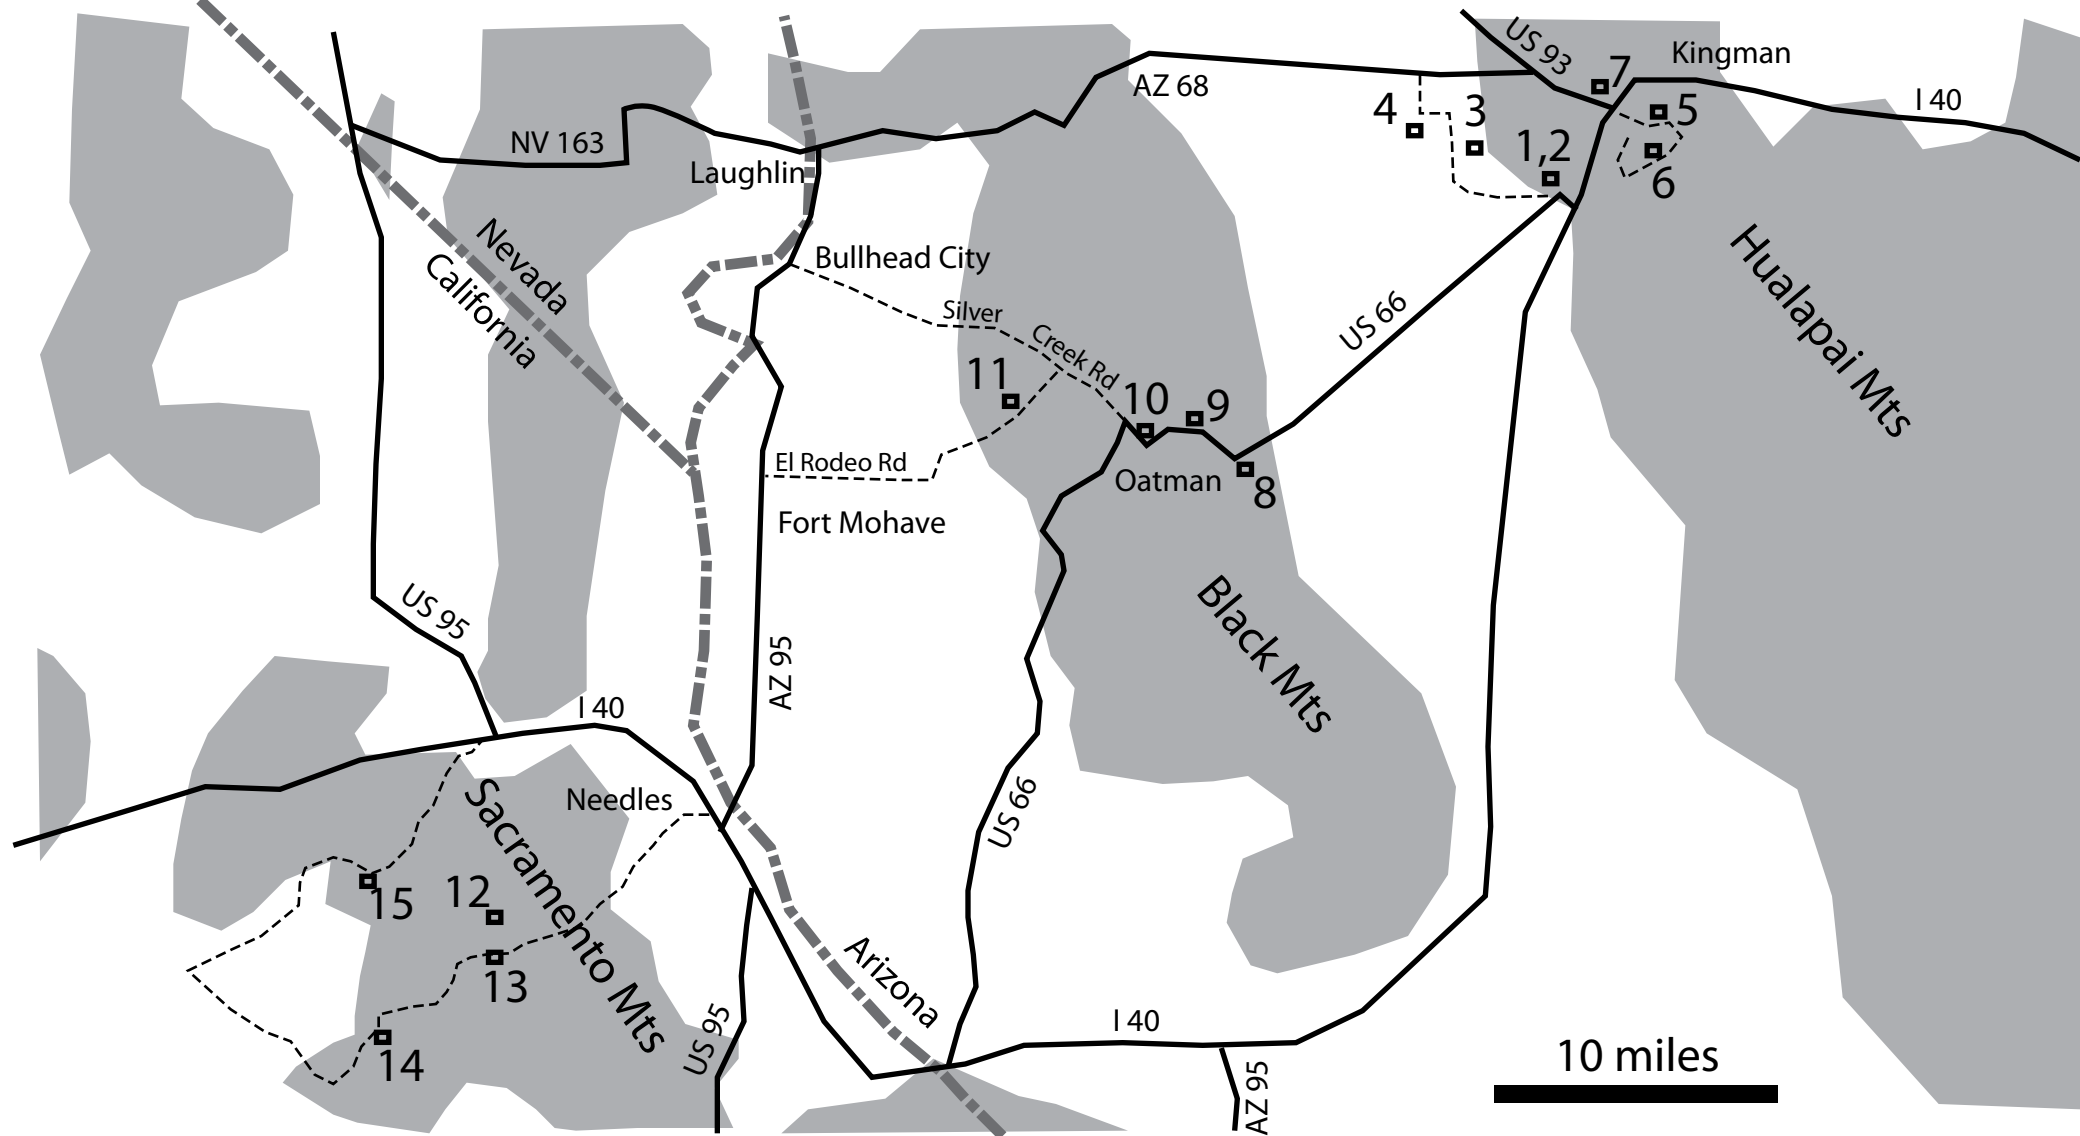 US 93
Kingman
7
AZ 68
4
3
5
I 40
NV 163
1,2
Laughlin
6
Nevada
California
Bullhead City
Hualapai Mts
Silver
Creek Rd
US 66
11
10
9
El Rodeo Rd
Oatman
8
Fort Mohave
US 95
Black Mts
AZ 95
I 40
Needles
Sacramento Mts
US 66
15
12
13
Arizona
14
US 95
I 40
10 miles
AZ 95